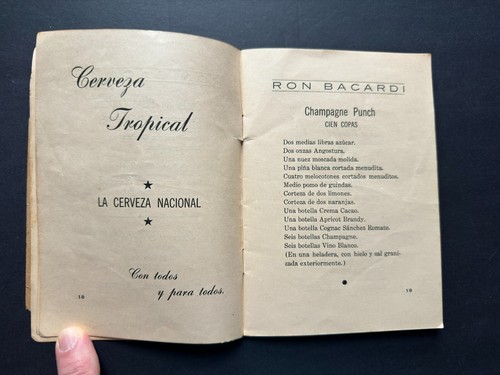 Cerveza
Tropical
LA CERVEZA NACIONAL
Con todos
y para todos.
18
RON BACARDI
Champagne Punch
CIEN COPAS
Dos medias libras azúcar.
Dos onzas Angostura.
Una nuez moscada molida.
Una piña blanca cortada menudita.
Cuatro melocotones cortados menuditos.
Medio pomo de guindas.
Corteza de dos limones.
Corteza de dos naranjas.
Una botella Crema Cacao.
Una botella Apricot Brandy.
Una botella Cognac Sánchez Romate.
Seis botellas Champagne.
Seis botellas Vino Blanco.
(En una heladera, con hielo y sal grani-
zada exteriormente.)
19